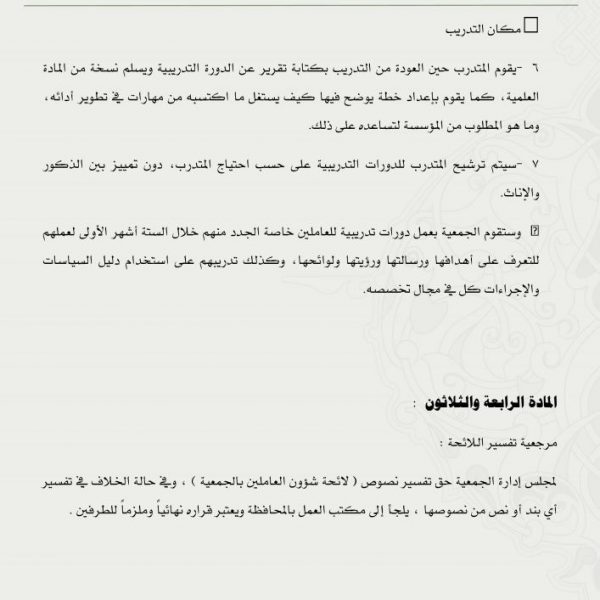 □ مكان التدريب
٦ -يقوم المتدرب حين العودة من التدريب بكتابة تقرير عن الدورة التدريبية ويسلم نسخة من المادة
العلمية، كما يقوم بإعداد خطة يوضح فيها كيف يستغل ما اكتسبه من مهارات في تطوير أدائه،
وما هو المطلوب من المؤسسة لتساعده على ذلك.
٧ -سيتم ترشيح المتدرب للدورات التدريبية على حسب احتياج المتدرب، دون تمييز بين الذكور
والإناث.
وستقوم الجمعية بعمل دورات تدريبية للعاملين خاصة الجدد منهم خلال الستة أشهر الأولى لعملهم
للتعرف على أهدافها ورسالتها ورؤيتها ولوائحها، وكذلك تدريبهم على استخدام دليل السياسات
والإجراءات كل في مجال تخصصه.
المادة الرابعة والثلاثون :
مرجعية تفسير اللائحة :
لمجلس إدارة الجمعية حق تفسير نصوص ( لائحة شؤون العاملين بالجمعية ) ، وفي حالة الخلاف في تفسير
أي بند أو نص من نصوصها ، يلجأ إلى مكتب العمل بالمحافظة ويعتبر قراره نهائياً وملزماً للطرفين .